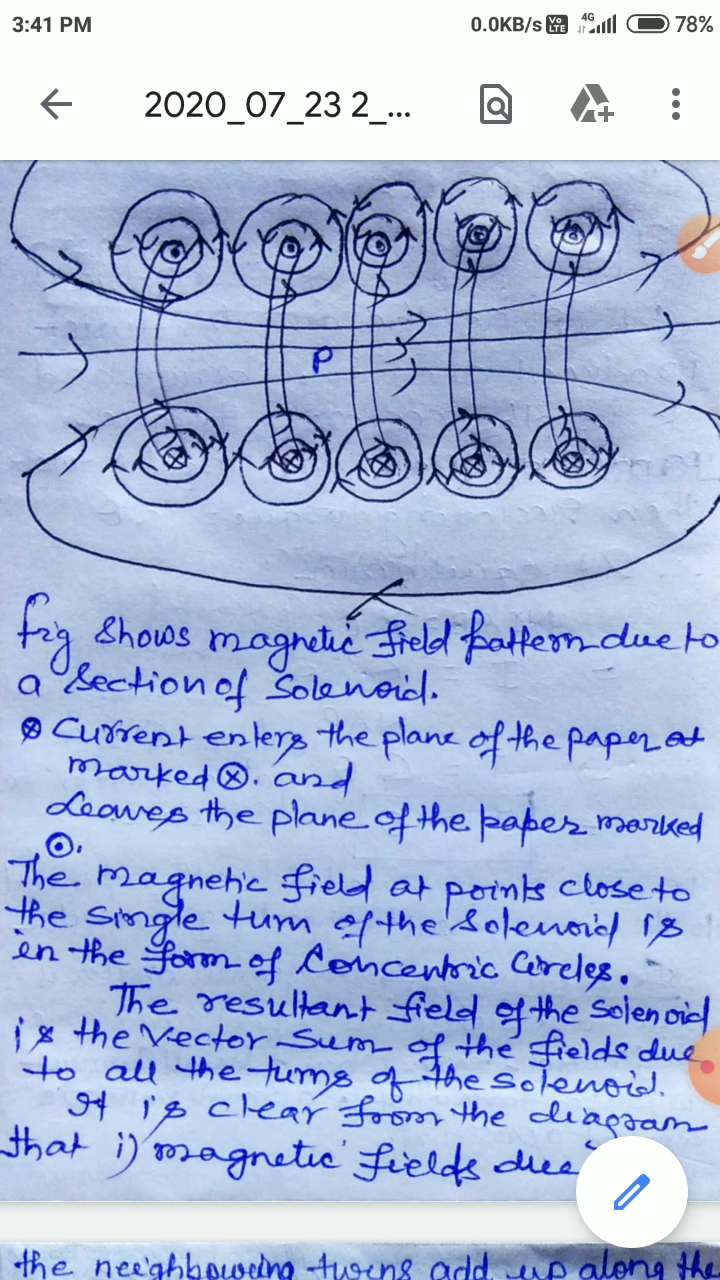 3:41 PM
0.0KB/s Vo LTE 4G 78%
2020_07_23 2_...
P
fig shows magnetic field pattern due to
a section of Solenoid.
⊗ Current enters the plane of the paper at
marked ⊗. and
Leaves the plane of the paper marked
⊙.
The magnetic field at points close to
the single turn of the Solenoid is
in the form of Concentric Circles.
The resultant field of the Solenoid
is the Vector Sum of the fields due
to all the turns of the Solenoid.
It is clear from the diagram
that i) magnetic fields due
the neighbouring turns add up along the